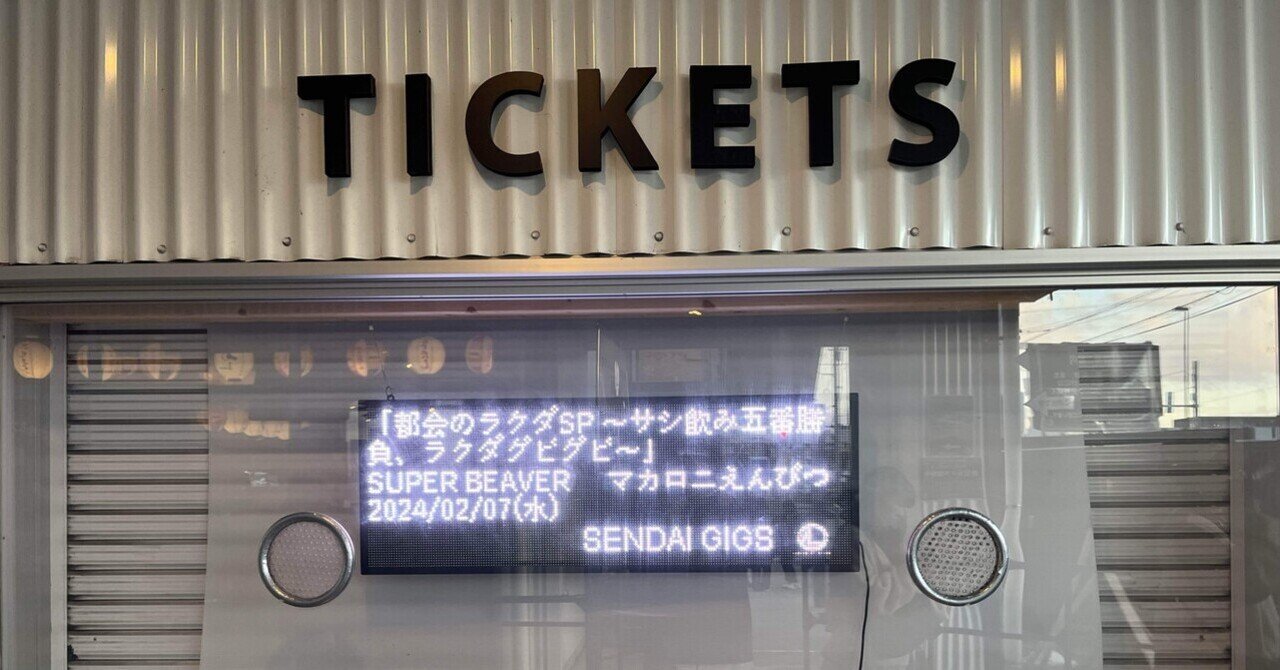 TICKETS
「都会のラクダSP～サシ飲み五番勝
負、ラクダグビグビ～」
SUPER BEAVER マカロニえんぴつ
2024/02/07(水)
SENDAI GIGS